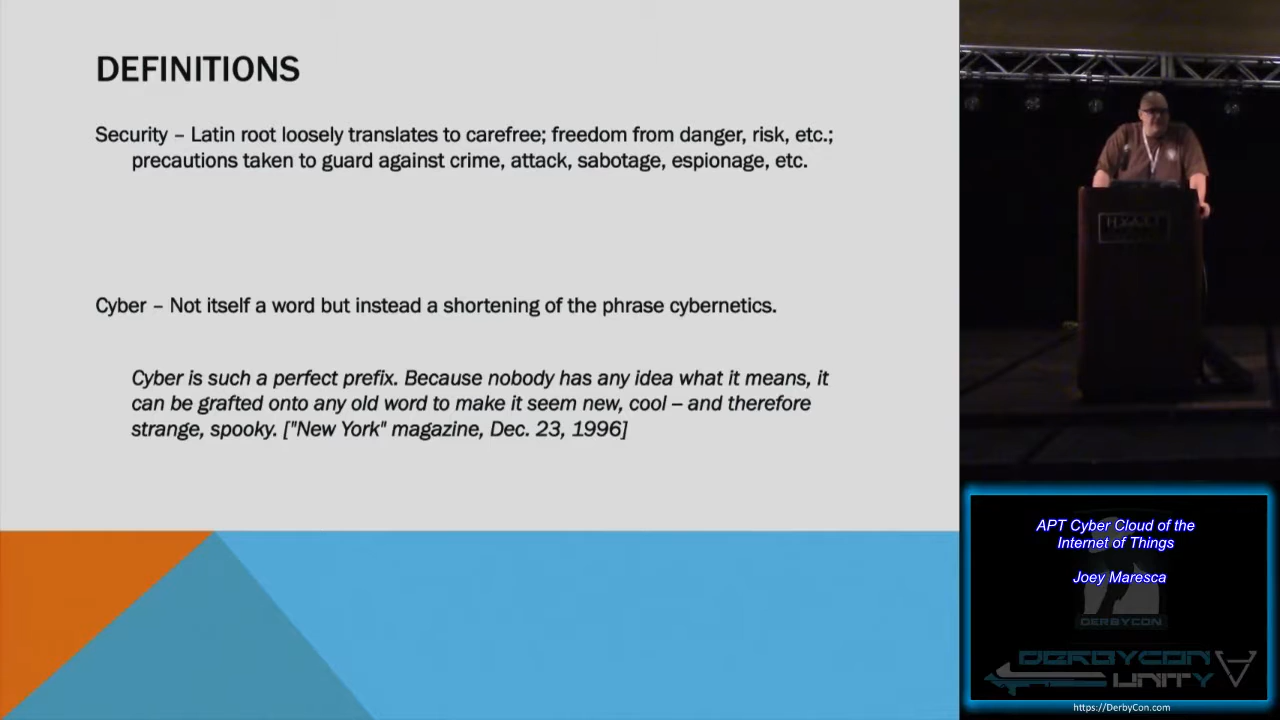 DEFINITIONS
Security – Latin root loosely translates to carefree; freedom from danger, risk, etc.;
precautions taken to guard against crime, attack, sabotage, espionage, etc.
Cyber – Not itself a word but instead a shortening of the phrase cybernetics.
Cyber is such a perfect prefix. Because nobody has any idea what it means, it
can be grafted onto any old word to make it seem new, cool – and therefore
strange, spooky. ["New York" magazine, Dec. 23, 1996]
HYATT
APT Cyber Cloud of the
Internet of Things
Joey Maresca
DERBYCON
DERBYCON
UNITY
https://DerbyCon.com